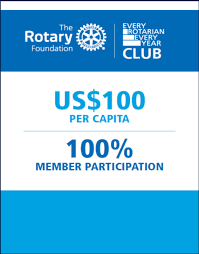 The
Rotary
Foundation
EVERY
ROTARIAN
EVERY
YEAR
CLUB
US$100
PER CAPITA
100%
MEMBER PARTICIPATION